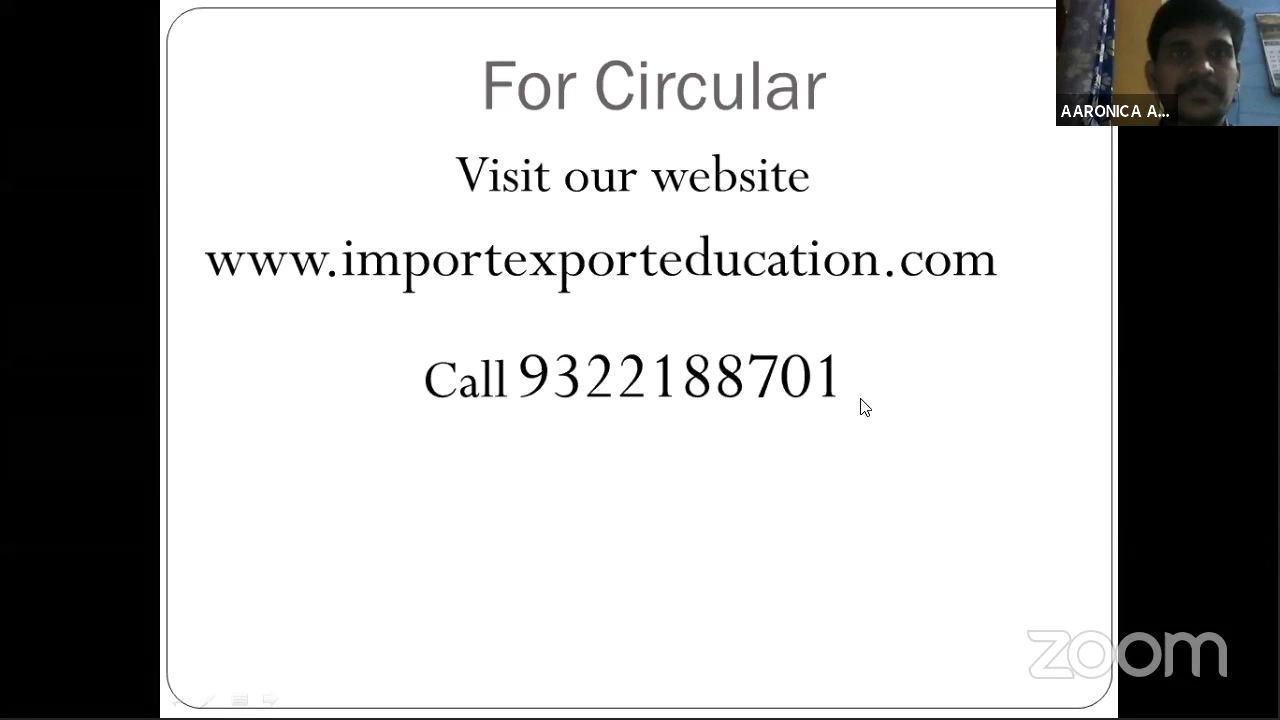 For Circular
AARONICA A...
Visit our website
www.importexporteducation.com
Call 9322188701
zoom